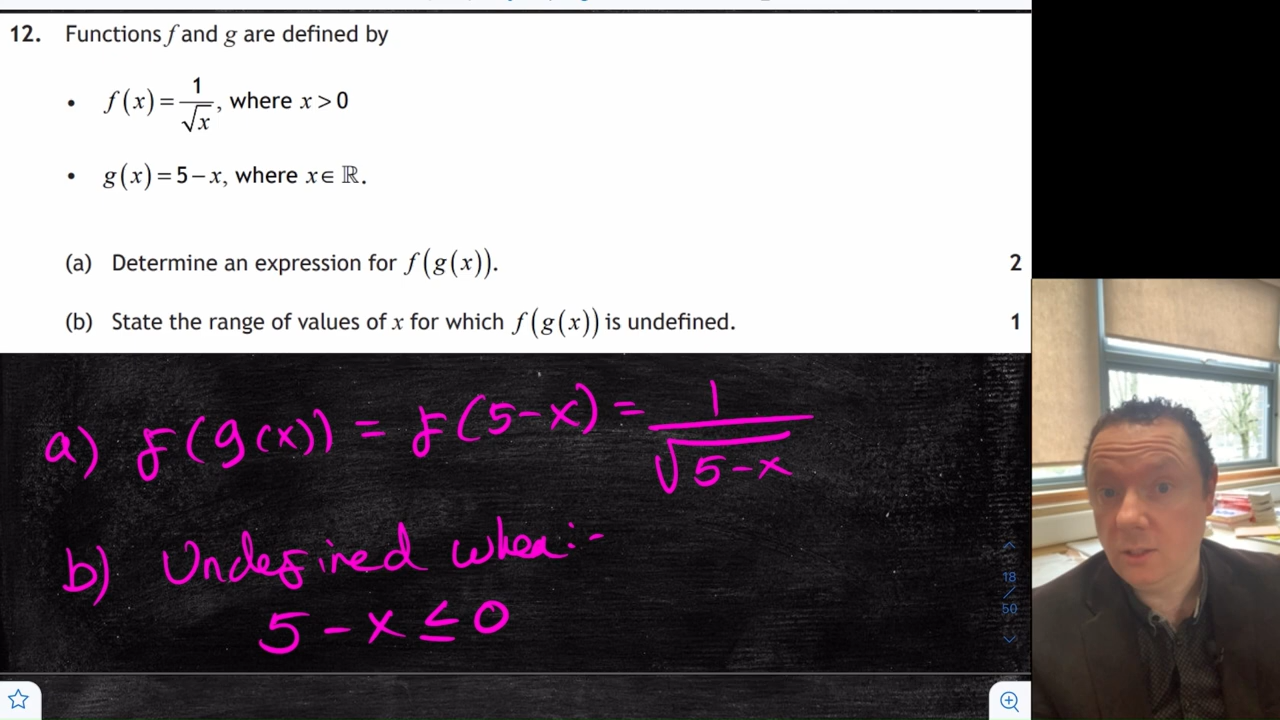 12. Functions f and g are defined by
• f(x) = 1/√x, where x > 0
• g(x) = 5 − x, where x ∈ ℝ.
(a) Determine an expression for f(g(x)). 2
(b) State the range of values of x for which f(g(x)) is undefined. 1
a) f(g(x)) = f(5−x) = 1/√5−x
b) Undefined when:-
5 − x ≤ 0
18
/
50